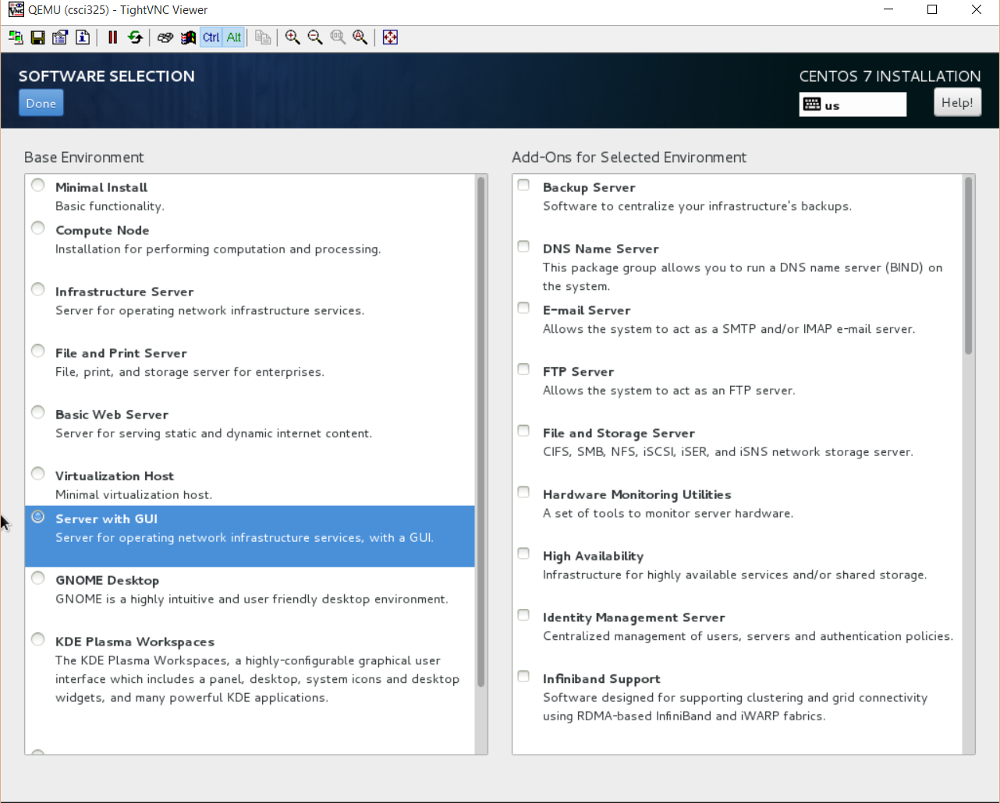 QEMU (csci325) - TightVNC Viewer
Ctrl Alt
SOFTWARE SELECTION
Done
CENTOS 7 INSTALLATION
us
Help!
Base Environment
Minimal Install
Basic functionality.
Compute Node
Installation for performing computation and processing.
Infrastructure Server
Server for operating network infrastructure services.
File and Print Server
File, print, and storage server for enterprises.
Basic Web Server
Server for serving static and dynamic internet content.
Virtualization Host
Minimal virtualization host.
Server with GUI
Server for operating network infrastructure services, with a GUI.
GNOME Desktop
GNOME is a highly intuitive and user friendly desktop environment.
KDE Plasma Workspaces
The KDE Plasma Workspaces, a highly-configurable graphical user
interface which includes a panel, desktop, system icons and desktop
widgets, and many powerful KDE applications.
Add-Ons for Selected Environment
Backup Server
Software to centralize your infrastructure's backups.
DNS Name Server
This package group allows you to run a DNS name server (BIND) on
the system.
E-mail Server
Allows the system to act as a SMTP and/or IMAP e-mail server.
FTP Server
Allows the system to act as an FTP server.
File and Storage Server
CIFS, SMB, NFS, iSCSI, iSER, and iSNS network storage server.
Hardware Monitoring Utilities
A set of tools to monitor server hardware.
High Availability
Infrastructure for highly available services and/or shared storage.
Identity Management Server
Centralized management of users, servers and authentication policies.
Infiniband Support
Software designed for supporting clustering and grid connectivity
using RDMA-based InfiniBand and iWARP fabrics.